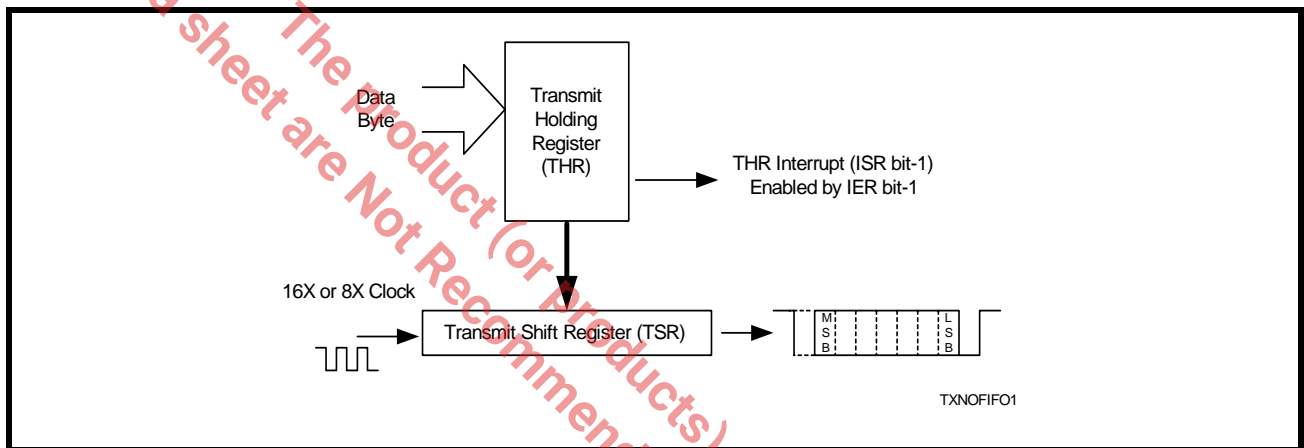 The product (or products)
d sheet are Not Recommend
Data
Byte
Transmit
Holding
Register
(THR)
THR Interrupt (ISR bit-1)
Enabled by IER bit-1
16X or 8X Clock
Transmit Shift Register (TSR)
M
S
B
L
S
B
TXNOFIFO1